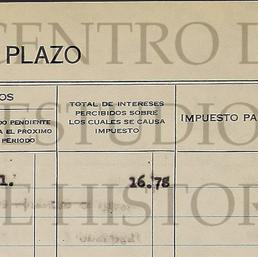 CENTRO D
PLAZO
ESTUDIO
OS
DO PENDIENTE
A EL PROXIMO
PERIODO
TOTAL DE INTERESES
PERCIBIDOS SOBRE
LOS CUALES SE CAUSA
IMPUESTO
IMPUESTO PA
1.
16.78
E HISTOR